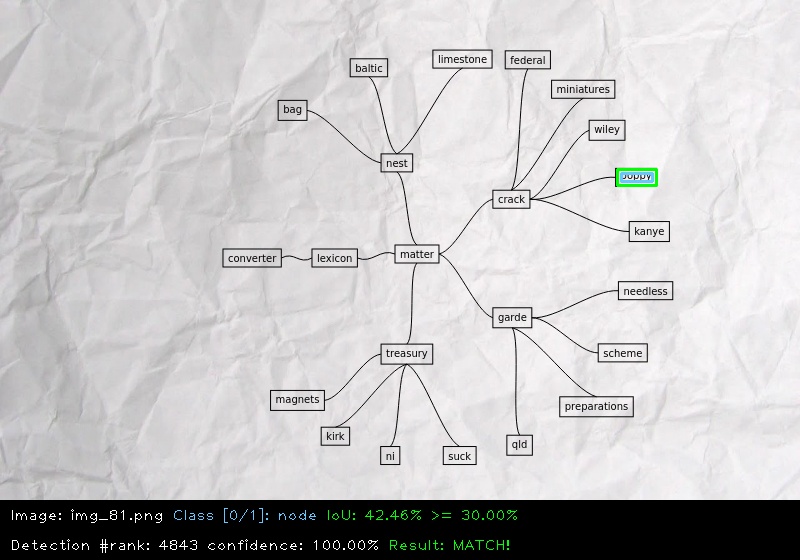 limestone
federal
baltic
miniatures
bag
wiley
nest
crack
kanye
matter
converter
lexicon
needless
garde
treasury
scheme
magnets
preparations
kirk
qld
ni
suck
Image: img_81.png Class [0/1]: node IoU: 42.46% >= 30.00%
Detection #rank: 4843 confidence: 100.00% Result: MATCH!